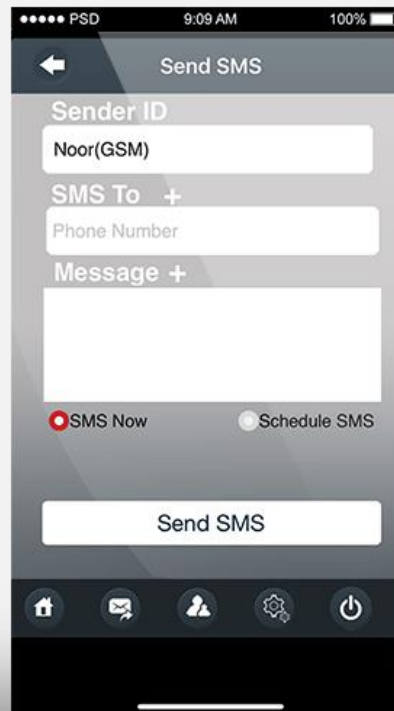 PSD 9:09 AM 100%
Send SMS
Sender ID
Noor(GSM)
SMS To +
Phone Number
Message +
SMS Now Schedule SMS
Send SMS